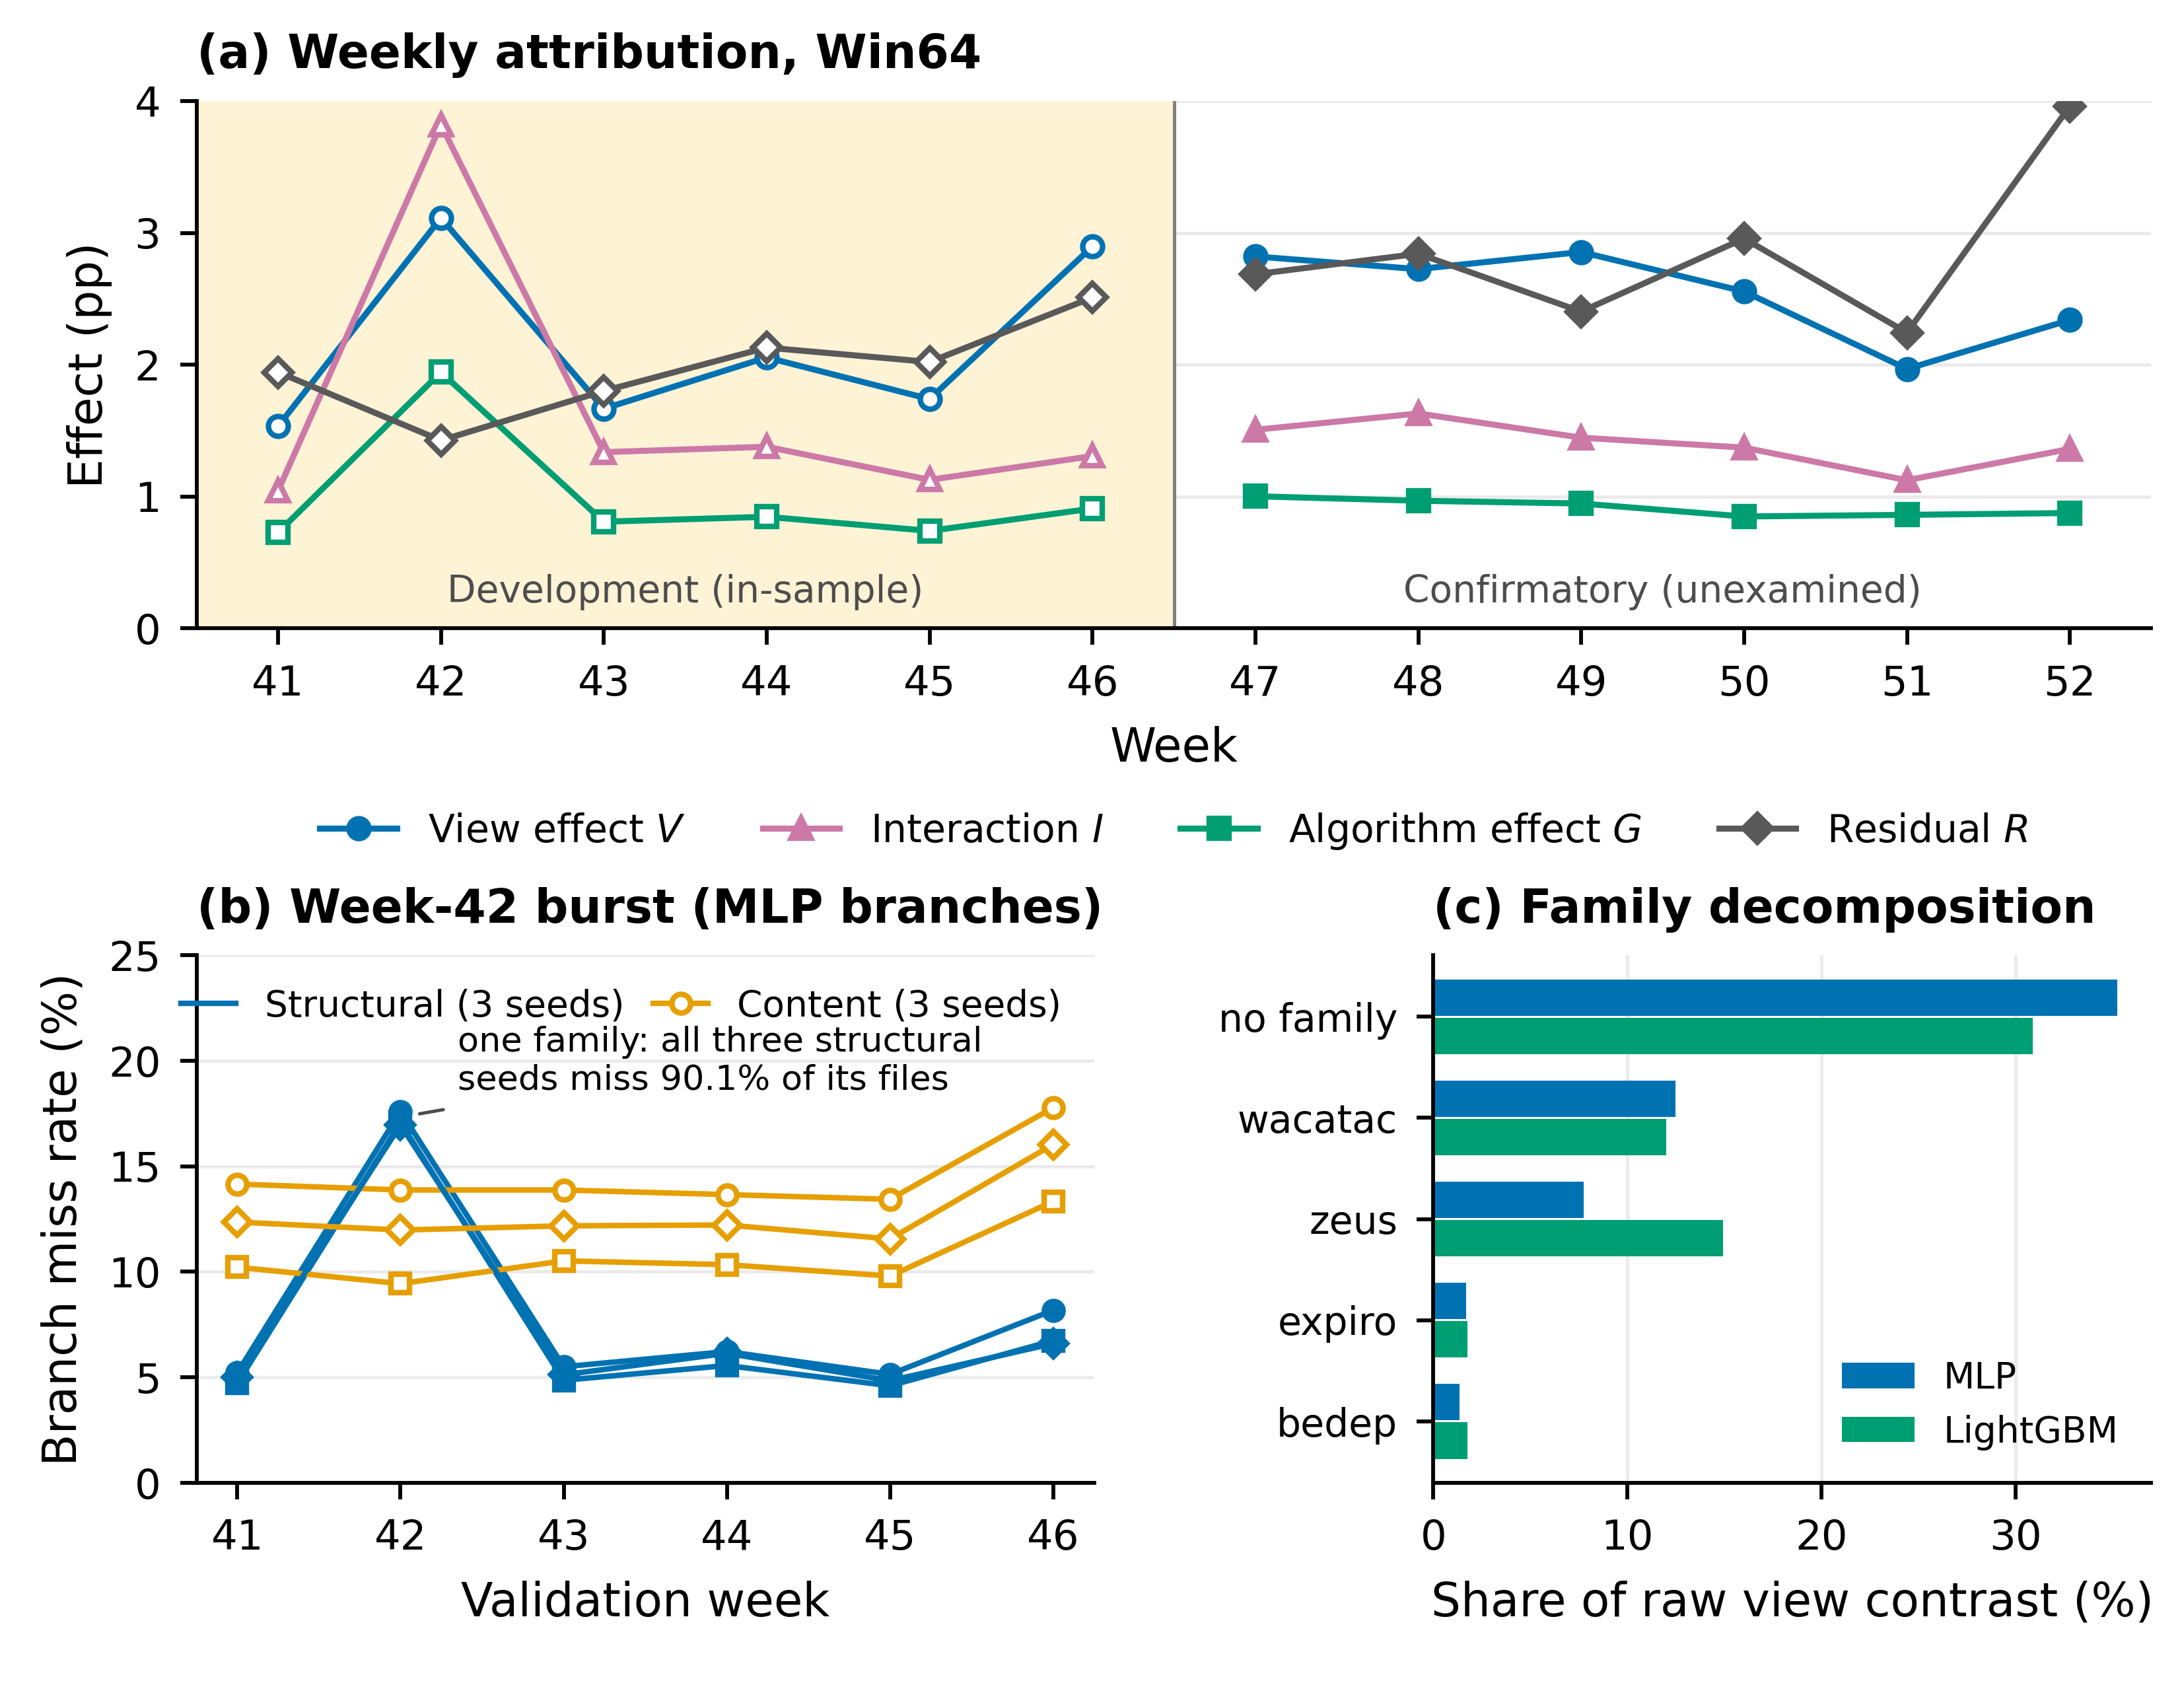 (a) Weekly attribution, Win64
Effect (pp)
4
3
2
1
0
Development (in-sample)
Confirmatory (unexamined)
41 42 43 44 45 46 47 48 49 50 51 52
Week
View effect V Interaction I Algorithm effect G Residual R
(b) Week-42 burst (MLP branches)
Branch miss rate (%)
25
20
15
10
5
0
Structural (3 seeds) Content (3 seeds)
one family: all three structural
seeds miss 90.1% of its files
41 42 43 44 45 46
Validation week
(c) Family decomposition
no family
wacatac
zeus
expiro
bedep
MLP
LightGBM
0 10 20 30
Share of raw view contrast (%)